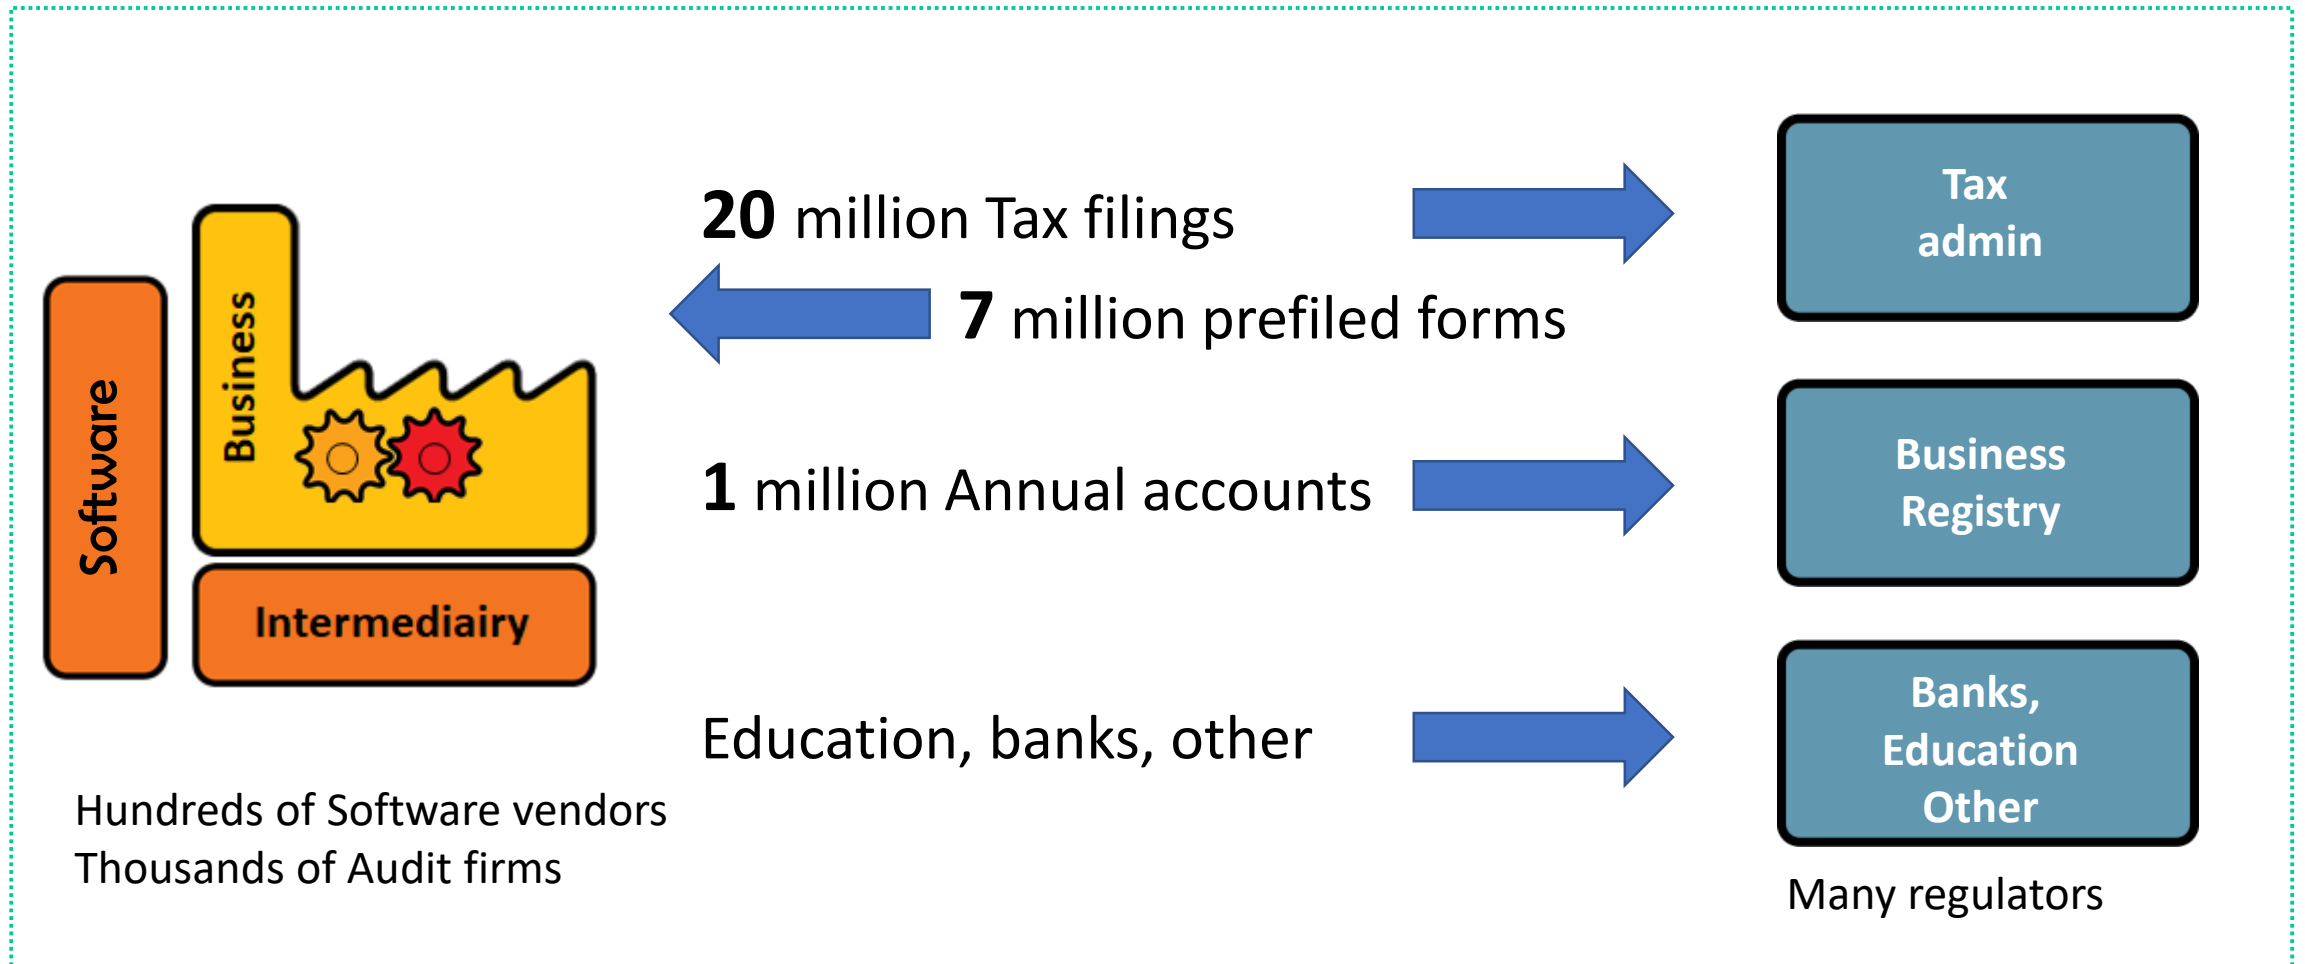 Software
Business
Intermediairy
Hundreds of Software vendors
Thousands of Audit firms
20 million Tax filings
7 million prefiled forms
1 million Annual accounts
Education, banks, other
Tax
admin
Business
Registry
Banks,
Education
Other
Many regulators